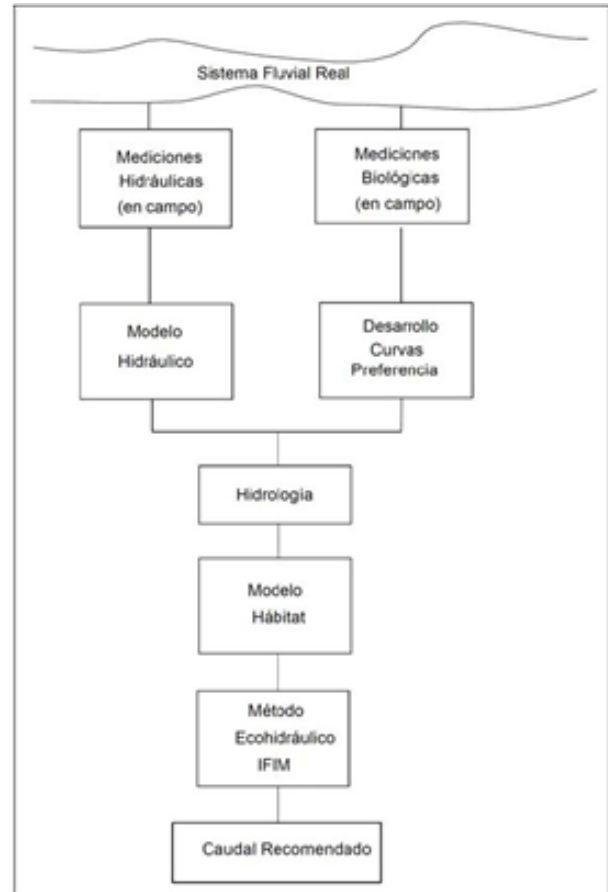 Sistema Fluvial Real
Mediciones
Hidráulicas
(en campo)
Mediciones
Biológicas
(en campo)
Modelo
Hidráulico
Desarrollo
Curvas
Preferencia
Hidrología
Modelo
Hábitat
Método
Ecohidráulico
IFIM
Caudal Recomendado